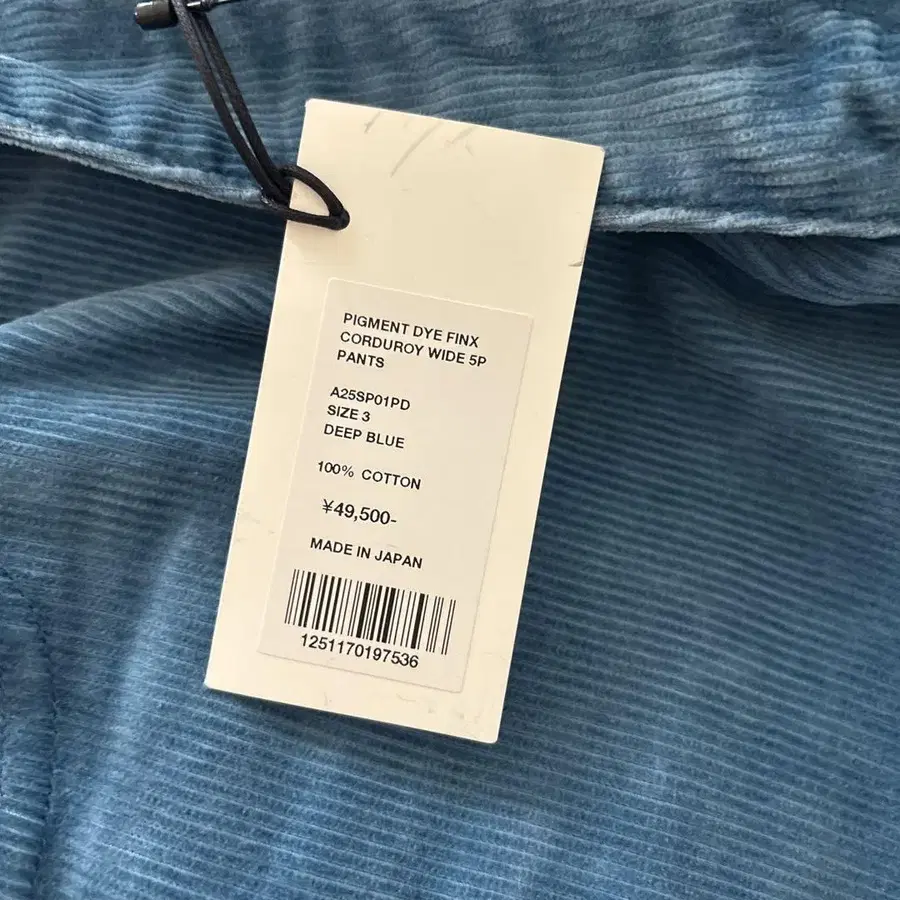 PIGMENT DYE FINX
CORDUROY WIDE 5P
PANTS
A25SP01PD
SIZE 3
DEEP BLUE
100% COTTON
¥49,500-
MADE IN JAPAN
1251170197536